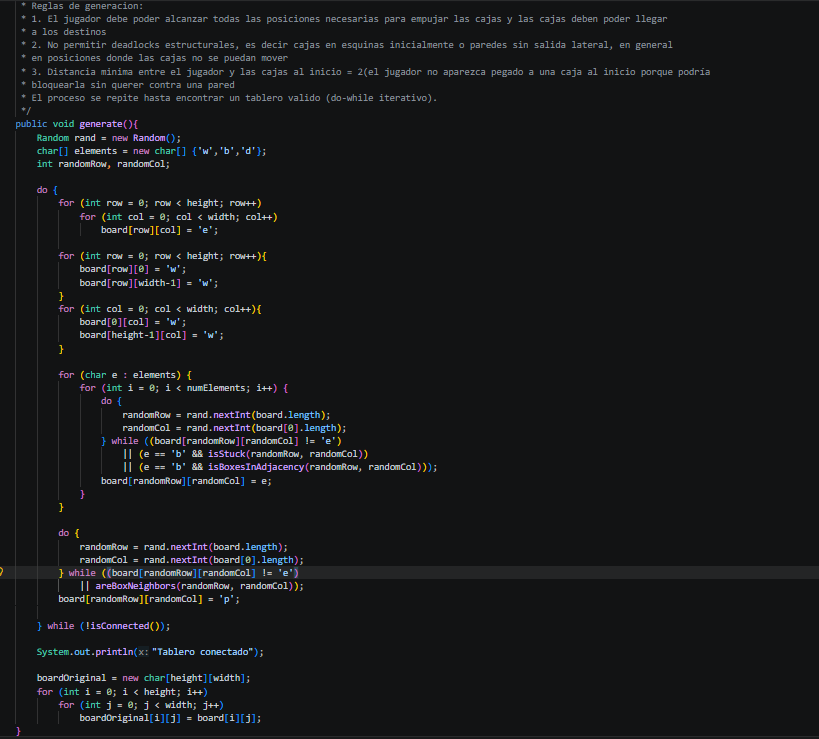 * Reglas de generacion:
* 1. El jugador debe poder alcanzar todas las posiciones necesarias para empujar las cajas y las cajas deben poder llegar
* a los destinos
* 2. No permitir deadlocks estructurales, es decir cajas en esquinas inicialmente o paredes sin salida lateral, en general
* en posiciones donde las cajas no se puedan mover
* 3. Distancia minima entre el jugador y las cajas al inicio = 2(el jugador no aparezca pegado a una caja al inicio porque podría
* bloquearla sin querer contra una pared
* El proceso se repite hasta encontrar un tablero valido (do-while iterativo).
*/
public void generate(){
Random rand = new Random();
char[] elements = new char[] {'w','b','d'};
int randomRow, randomCol;
do {
for (int row = 0; row < height; row++)
for (int col = 0; col < width; col++)
board[row][col] = 'e';
for (int row = 0; row < height; row++){
board[row][0] = 'w';
board[row][width-1] = 'w';
}
for (int col = 0; col < width; col++){
board[0][col] = 'w';
board[height-1][col] = 'w';
}
for (char e : elements) {
for (int i = 0; i < numElements; i++) {
do {
randomRow = rand.nextInt(board.length);
randomCol = rand.nextInt(board[0].length);
} while ((board[randomRow][randomCol] != 'e')
|| (e == 'b' && isStuck(randomRow, randomCol))
|| (e == 'b' && isBoxesInAdjacency(randomRow, randomCol)));
board[randomRow][randomCol] = e;
}
}
do {
randomRow = rand.nextInt(board.length);
randomCol = rand.nextInt(board[0].length);
} while ((board[randomRow][randomCol] != 'e')
|| areBoxNeighbors(randomRow, randomCol));
board[randomRow][randomCol] = 'p';
} while (!isConnected());
System.out.println(x: "Tablero conectado");
boardOriginal = new char[height][width];
for (int i = 0; i < height; i++)
for (int j = 0; j < width; j++)
boardOriginal[i][j] = board[i][j];
}